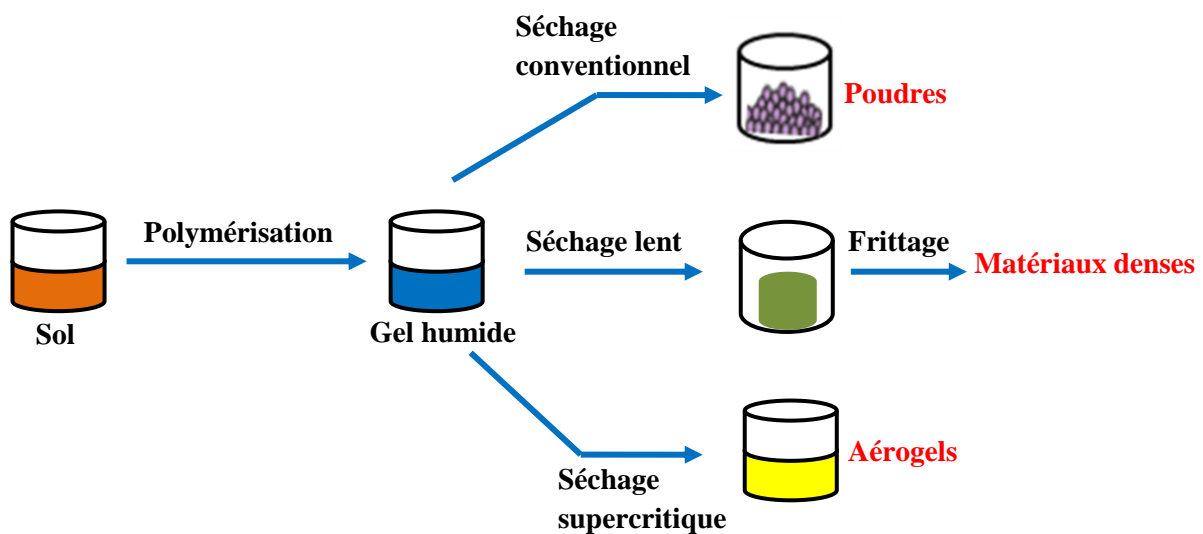 Séchage
conventionnel
Poudres
Polymérisation
Séchage lent
Frittage
Matériaux denses
Sol
Gel humide
Aérogels
Séchage
supercritique